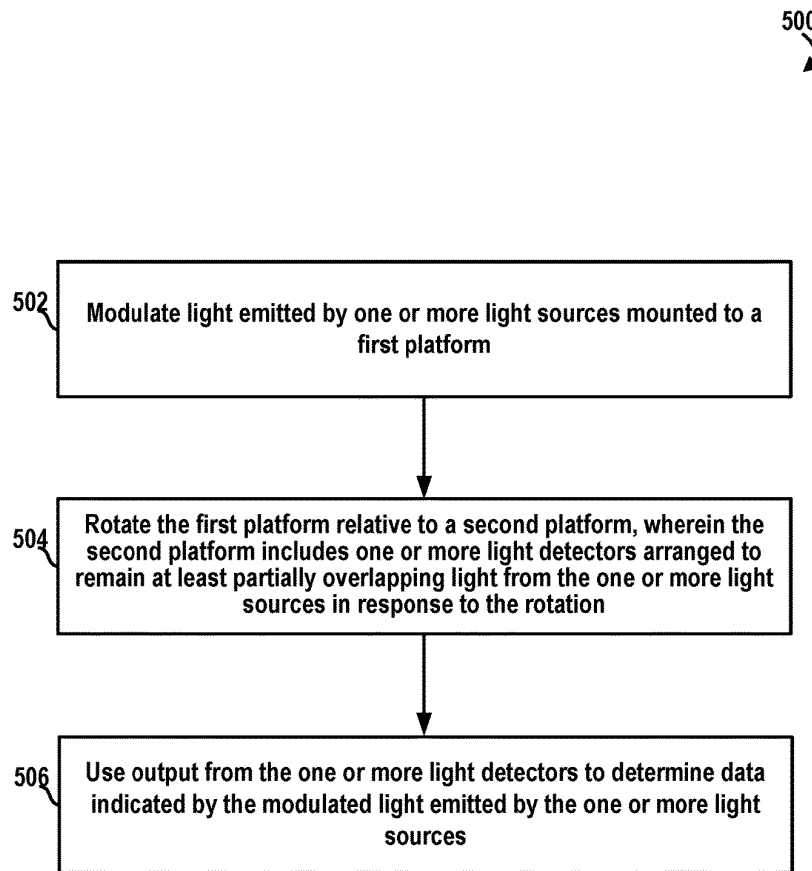 500
502
Modulate light emitted by one or more light sources mounted to a
first platform
504
Rotate the first platform relative to a second platform, wherein the
second platform includes one or more light detectors arranged to
remain at least partially overlapping light from the one or more light
sources in response to the rotation
506
Use output from the one or more light detectors to determine data
indicated by the modulated light emitted by the one or more light
sources